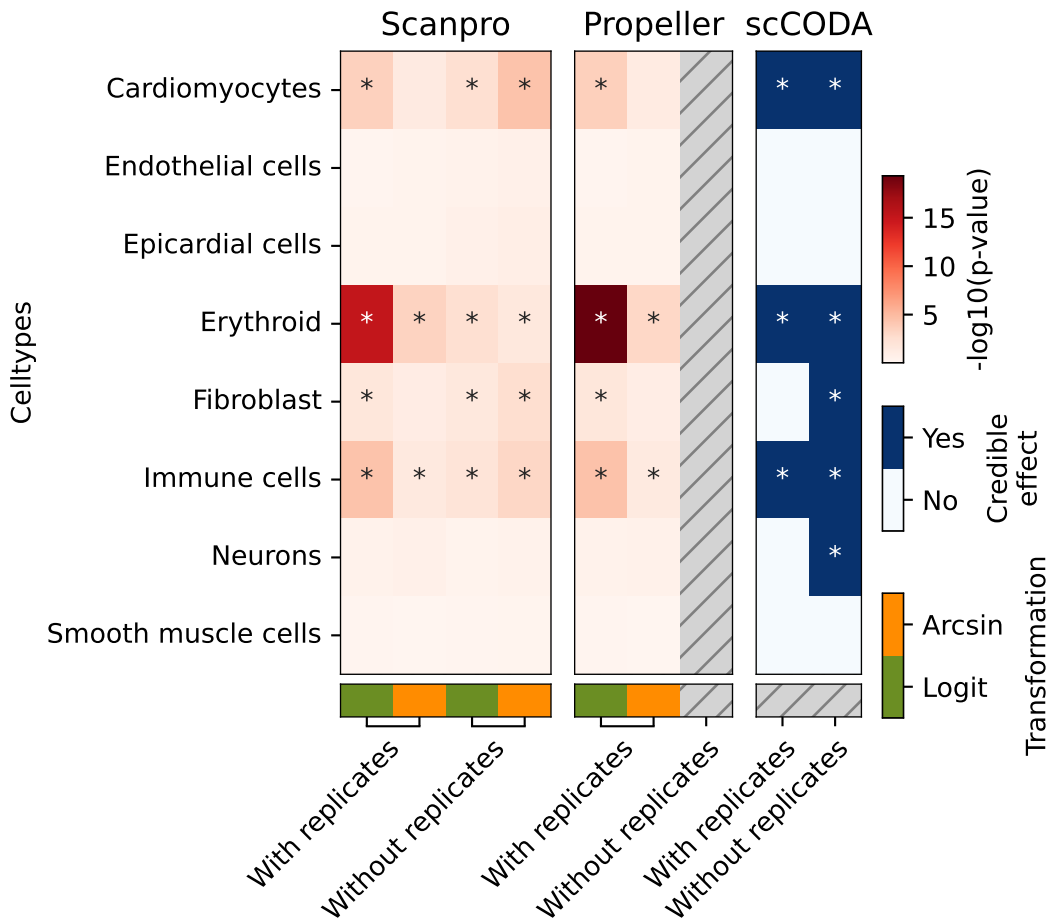 Scanpro
Propeller
scCODA
Celltypes
Cardiomyocytes
* * * * * *
Endothelial cells
Epicardial cells
Erythroid
* * * * * * * *
Fibroblast
* * * * *
Immune cells
* * * * * * * *
Neurons
*
Smooth muscle cells
15
10
5
-log10(p-value)
Yes
No
Credible
effect
Arcsin
Logit
Transformation
With replicates
Without replicates
With replicates
Without replicates
With replicates
Without replicates